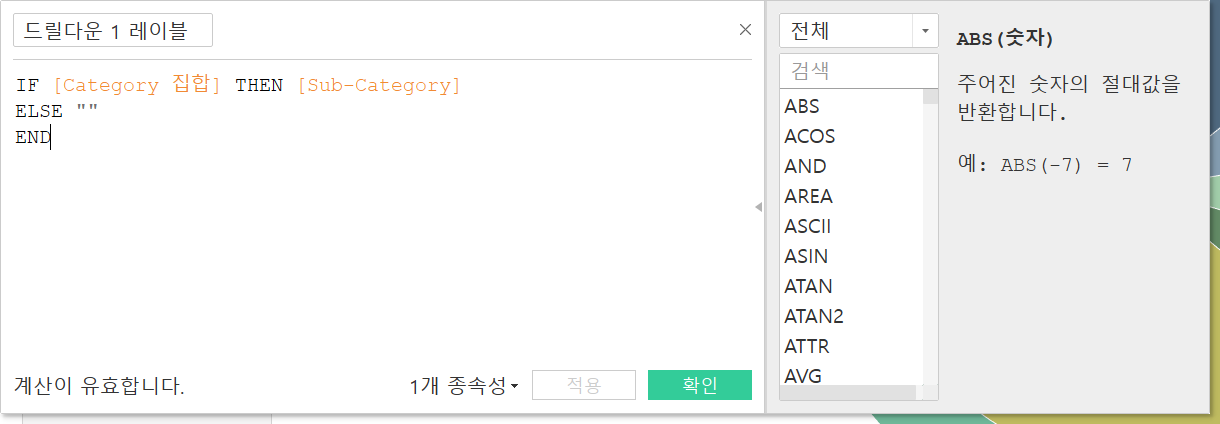 드릴다운 1 레이블
IF [Category 집합] THEN [Sub-Category]
ELSE ""
END
계산이 유효합니다.
1개 종속성
적용
확인
전체
검색
ABS
ACOS
AND
AREA
ASCII
ASIN
ATAN
ATAN2
ATTR
AVG
ABS(숫자)
주어진 숫자의 절대값을
반환합니다.
예: ABS(-7) = 7